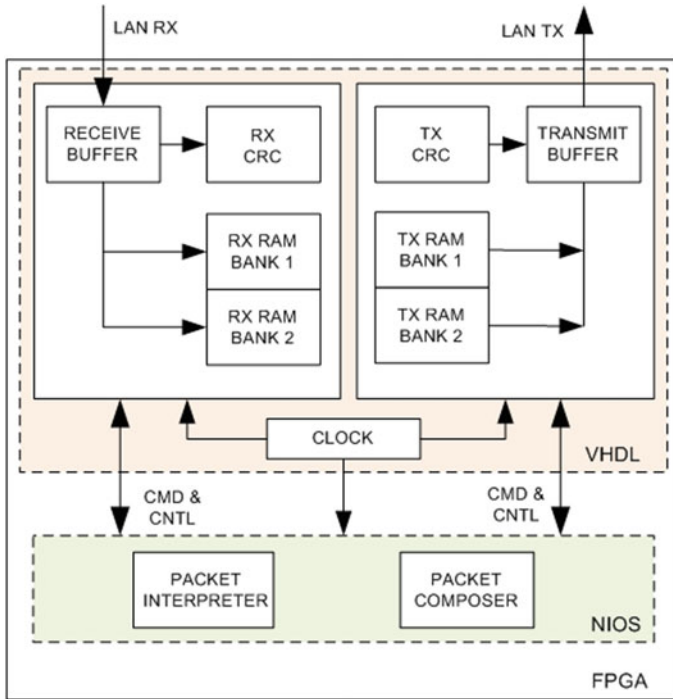 LAN RX
LAN TX
RECEIVE
BUFFER
RX
CRC
TX
CRC
TRANSMIT
BUFFER
RX RAM
BANK 1
RX RAM
BANK 2
TX RAM
BANK 1
TX RAM
BANK 2
CLOCK
VHDL
CMD &
CNTL
CMD &
CNTL
PACKET
INTERPRETER
PACKET
COMPOSER
NIOS
FPGA